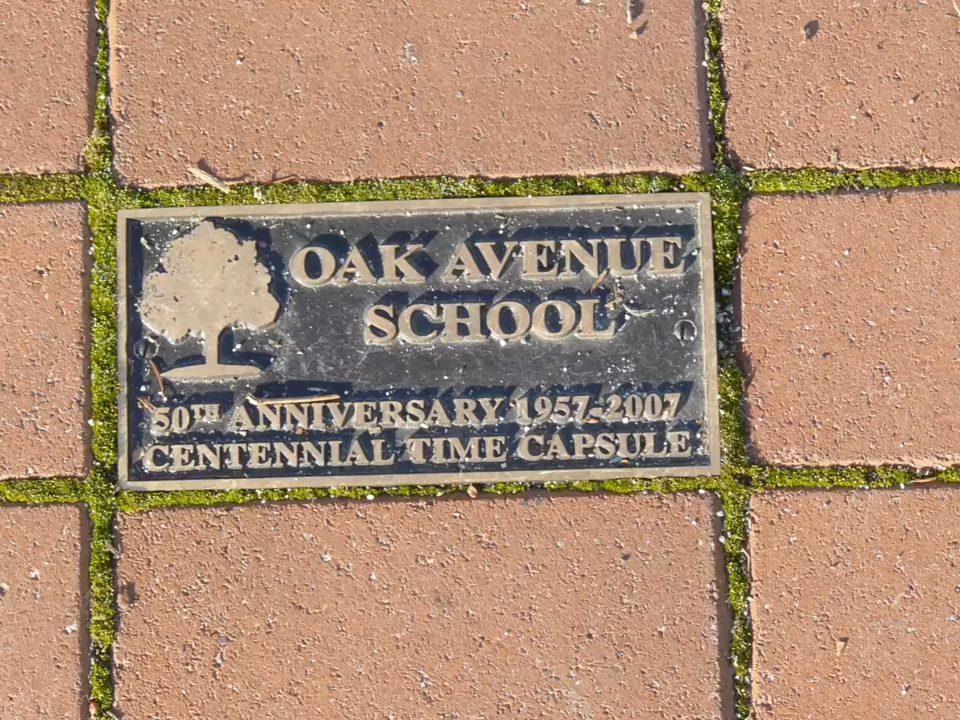 OAK AVENUE
SCHOOL
50TH ANNIVERSARY 1957-2007
CENTENNIAL TIME CAPSULE